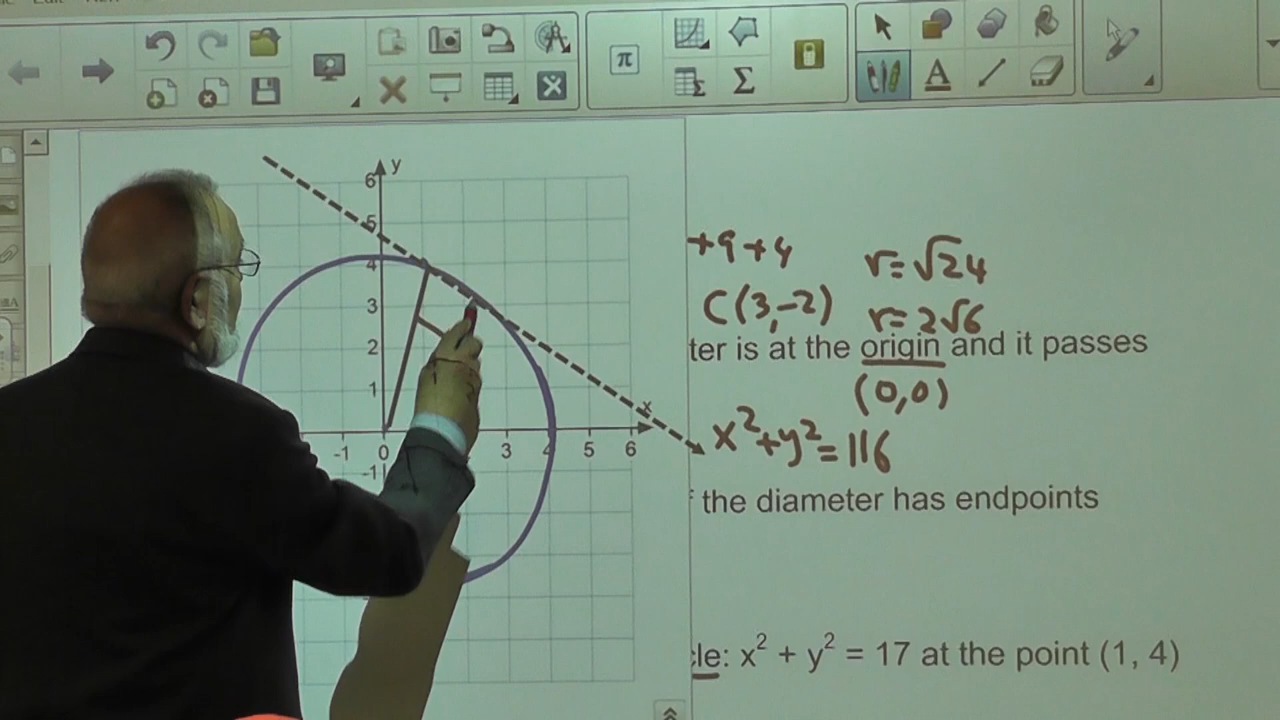 y
6
5
4
3
2
1
-1
0
3
4
5
6
x
-1
π
Σ
A
+9+4
r=√24
C(3,-2)
r=2√6
ter is at the origin and it passes
(0,0)
x²+y²=116
the diameter has endpoints
le: x² + y² = 17 at the point (1, 4)